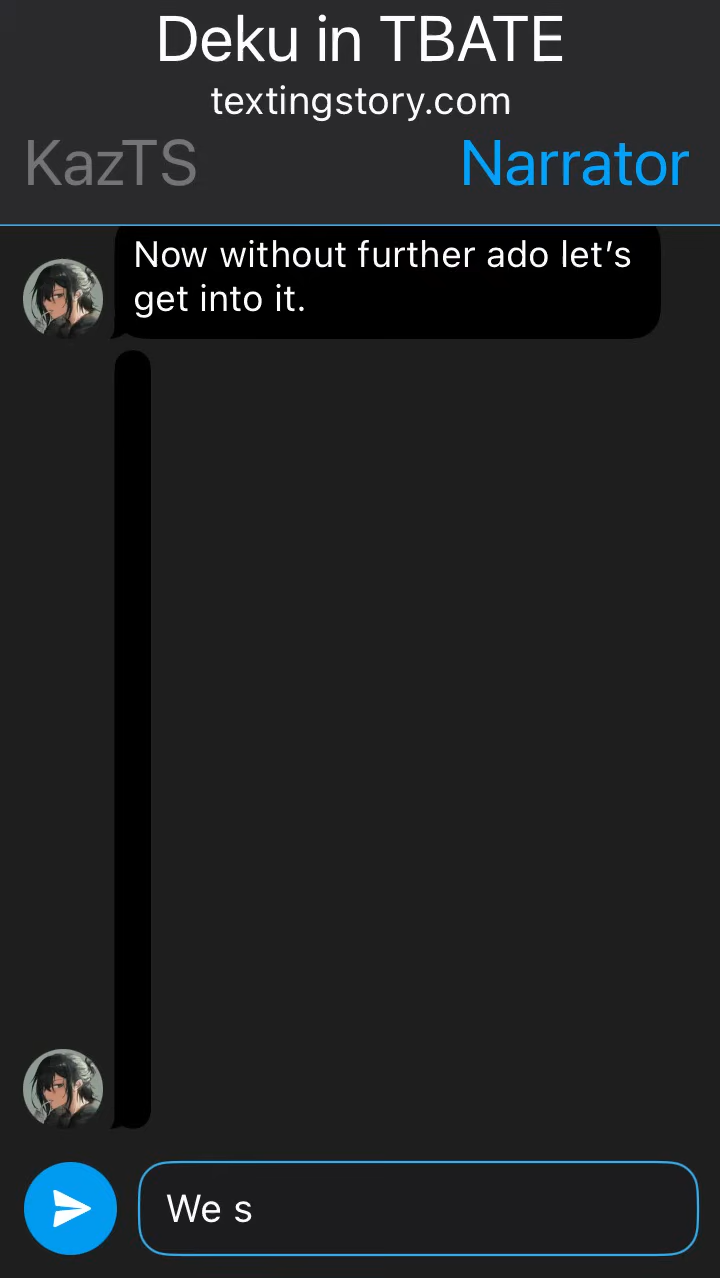 Deku in TBATE
textingstory.com
KazTS
Narrator
Now without further ado let’s
get into it.
We s